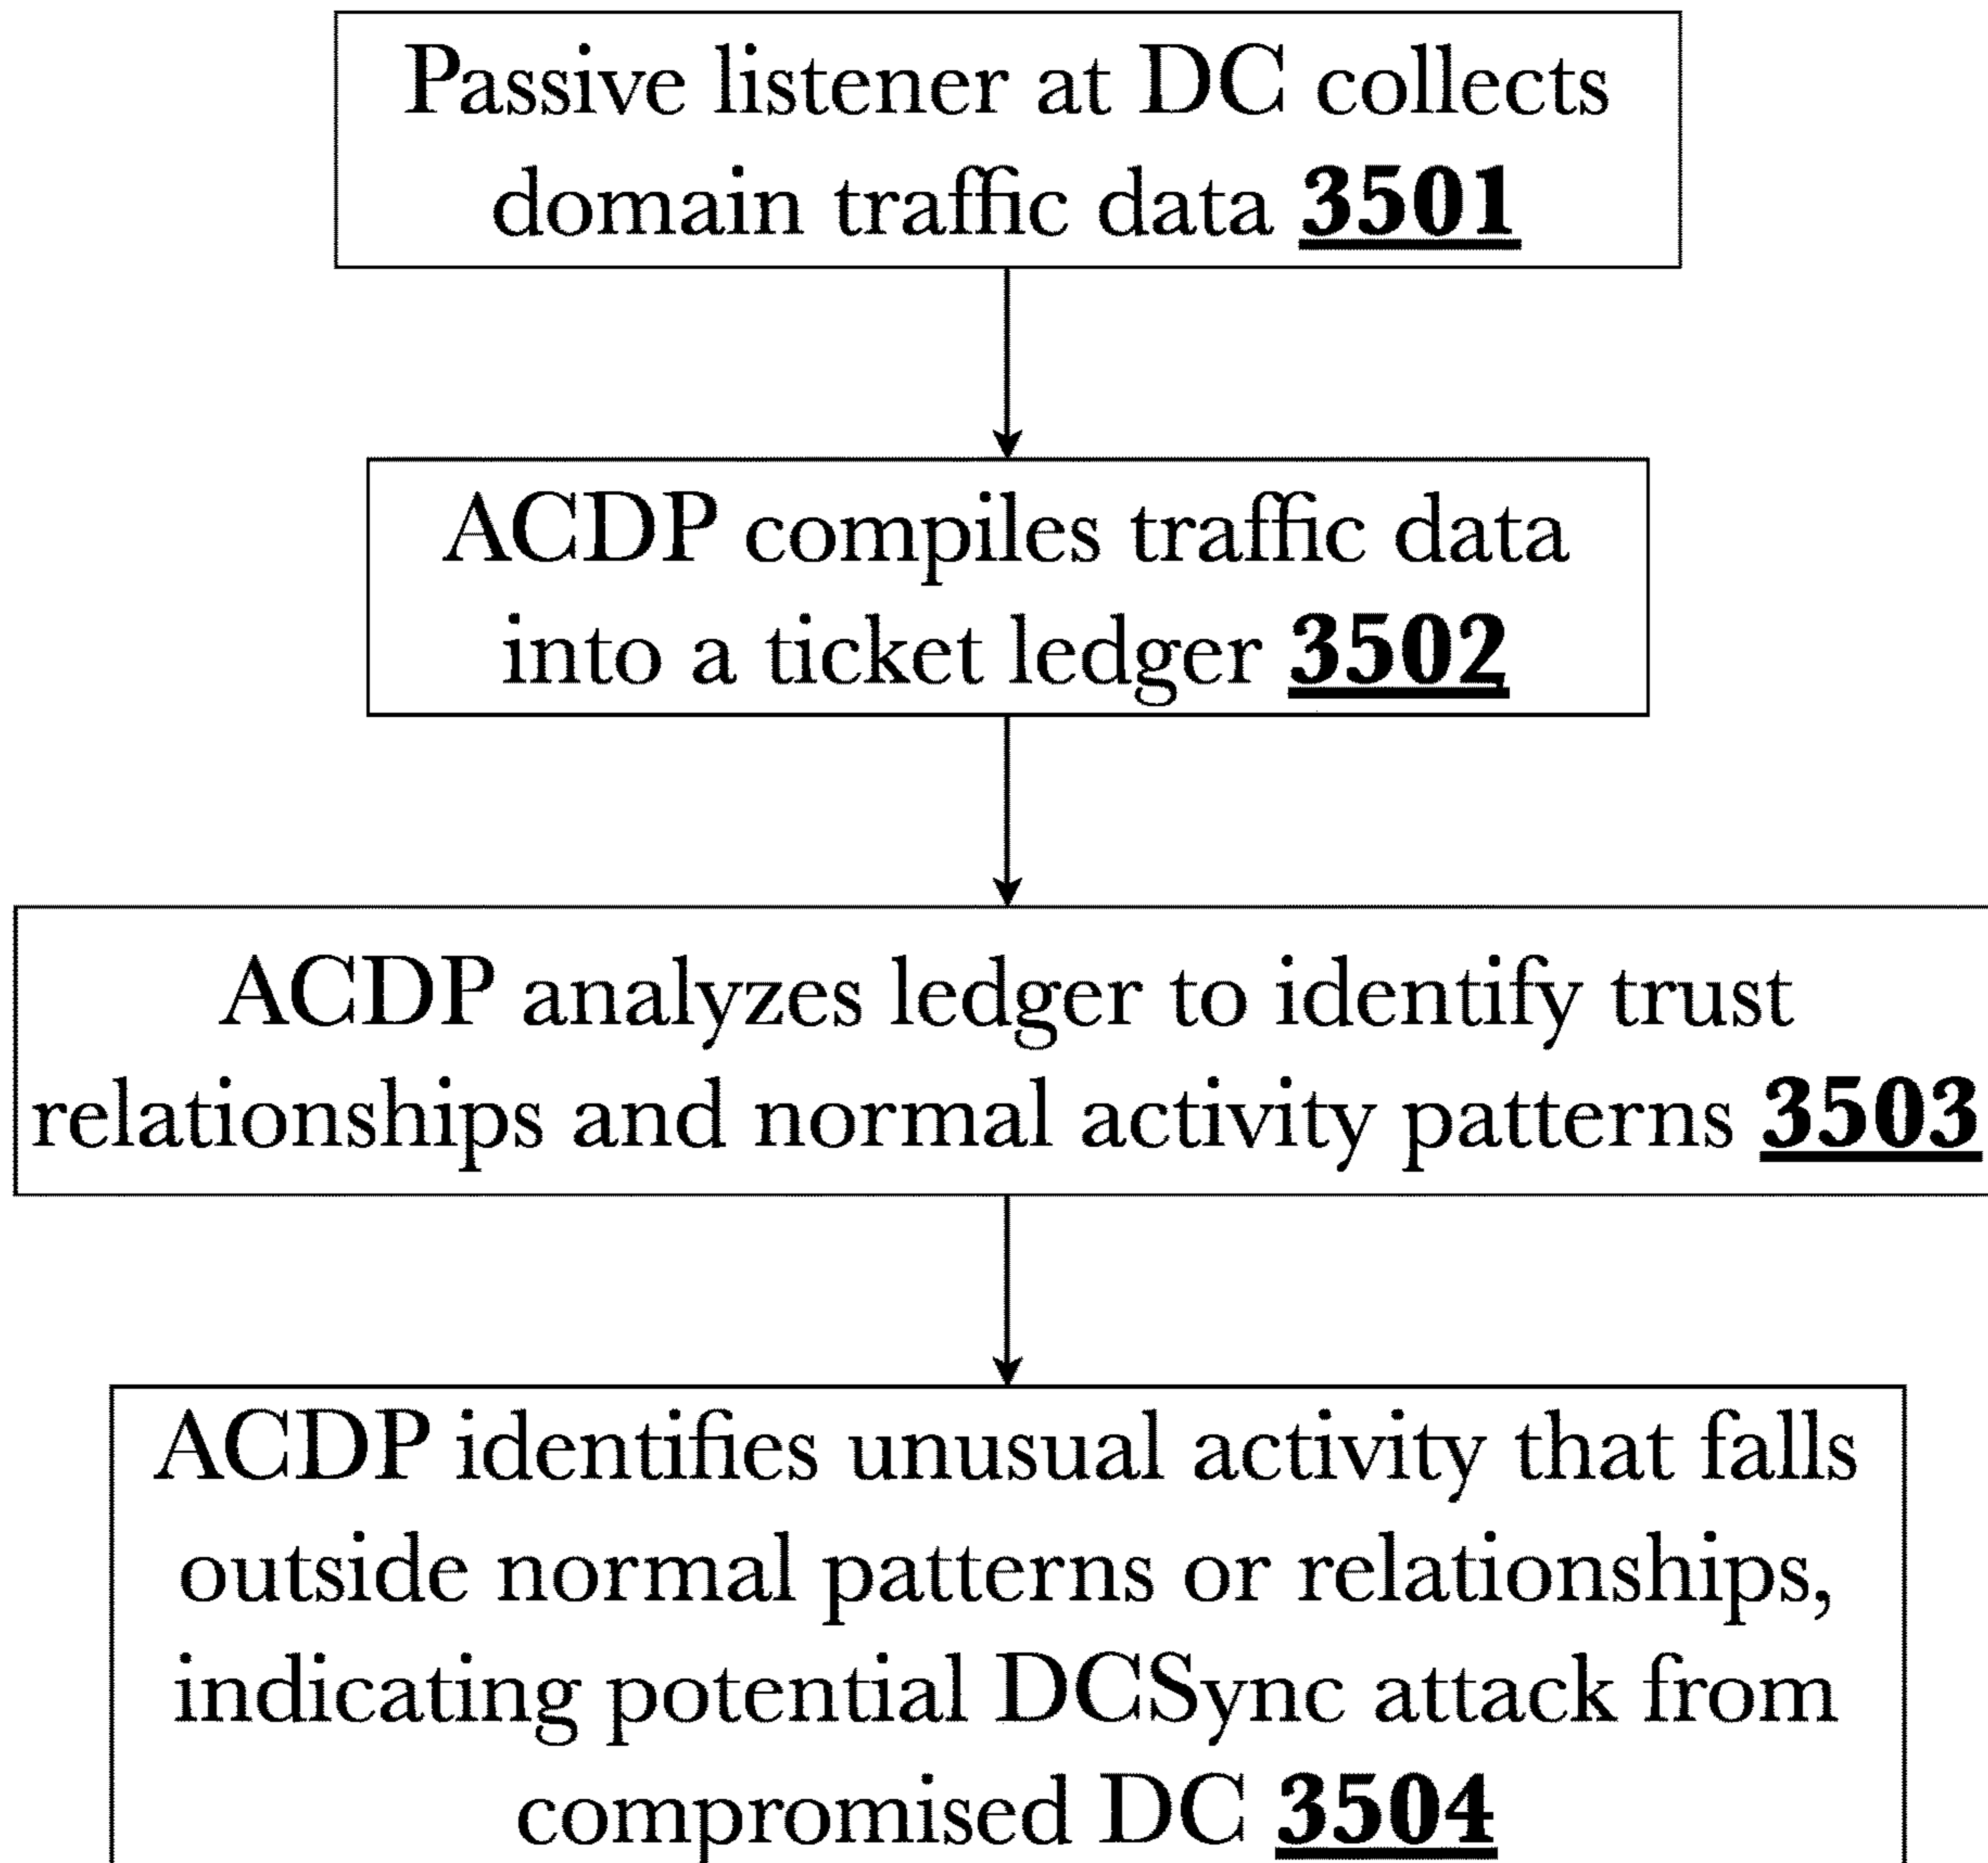 Passive listener at DC collects
domain traffic data 3501
ACDP compiles traffic data
into a ticket ledger 3502
ACDP analyzes ledger to identify trust
relationships and normal activity patterns 3503
ACDP identifies unusual activity that falls
outside normal patterns or relationships,
indicating potential DCSync attack from
compromised DC 3504